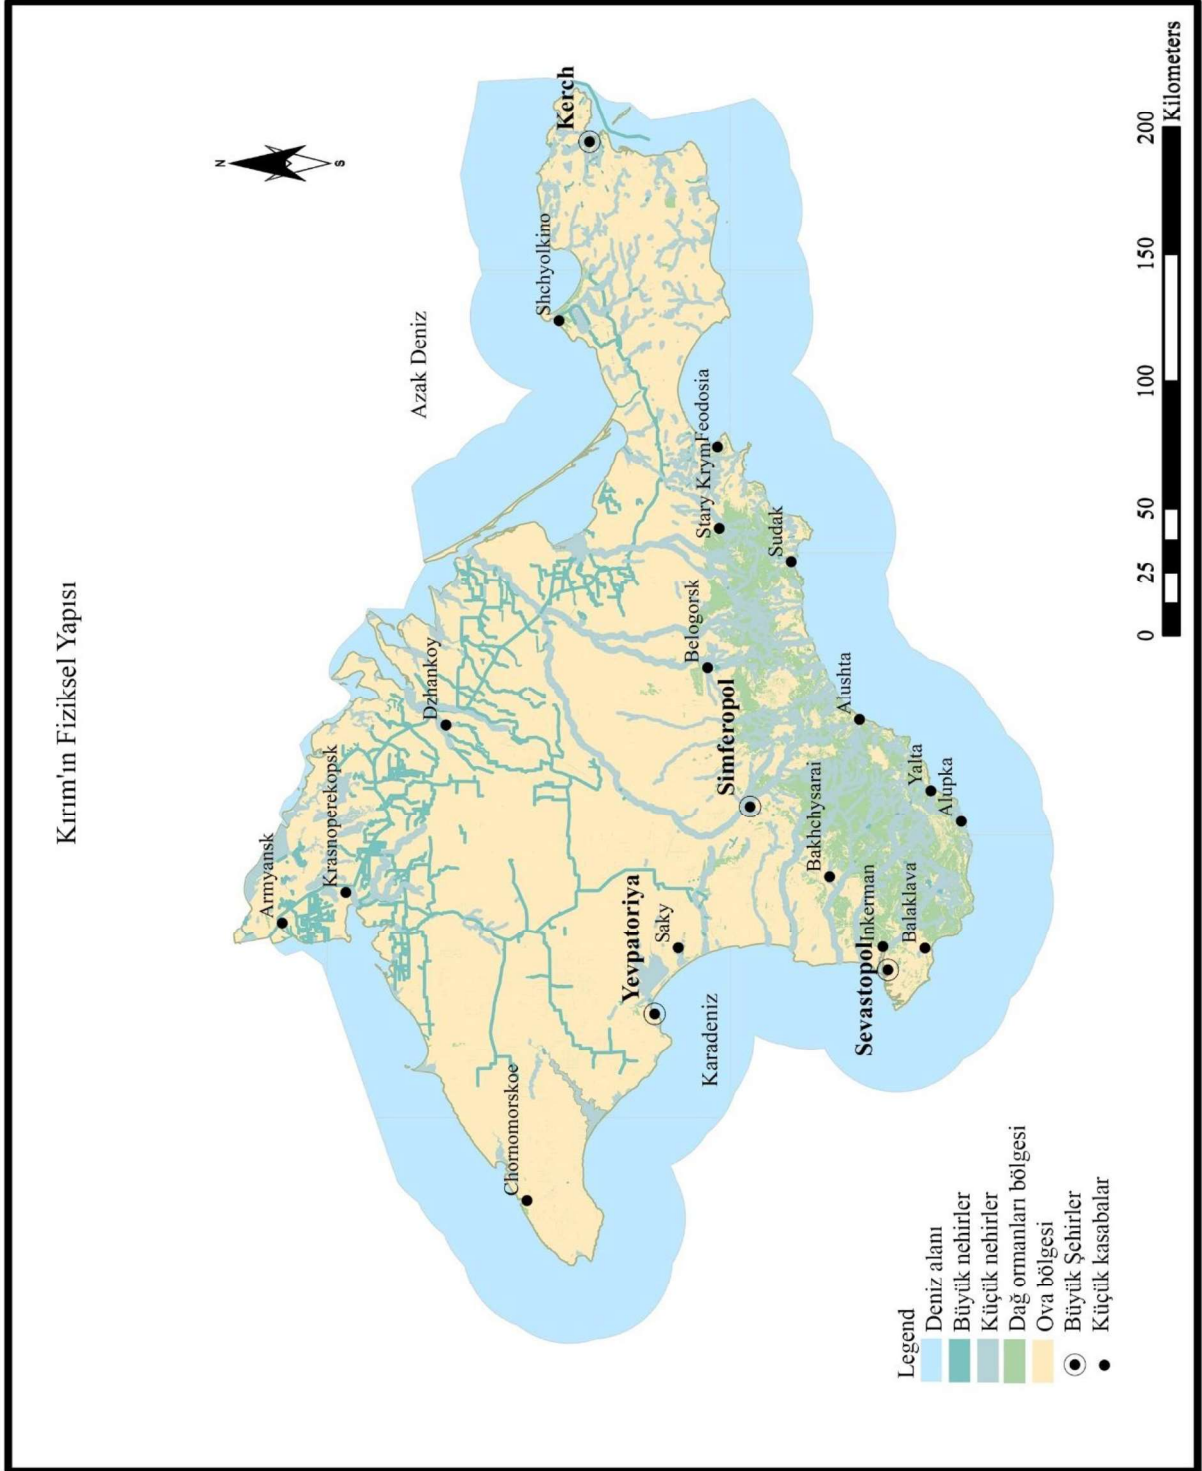 Kırım'ın Fiziksel Yapısı
N
S
Azak Deniz
Armyansk
Krasnoperekopsk
Dzhankoy
Shchyolkino
Kerch
Chornomorskoe
Yevpatoriya
Saky
Karadeniz
Simferopol
Belogorsk
Stary Krym
Feodosia
Sudak
Bakhchysarai
Alushta
Sevastopol
Inkerman
Balaklava
Yalta
Alupka
Legend
Deniz alanı
Büyük nehirler
Küçük nehirler
Dağ ormanları bölgesi
Ova bölgesi
Büyük Şehirler
Küçük kasabalar
0 25 50 100 150 200
Kilometers